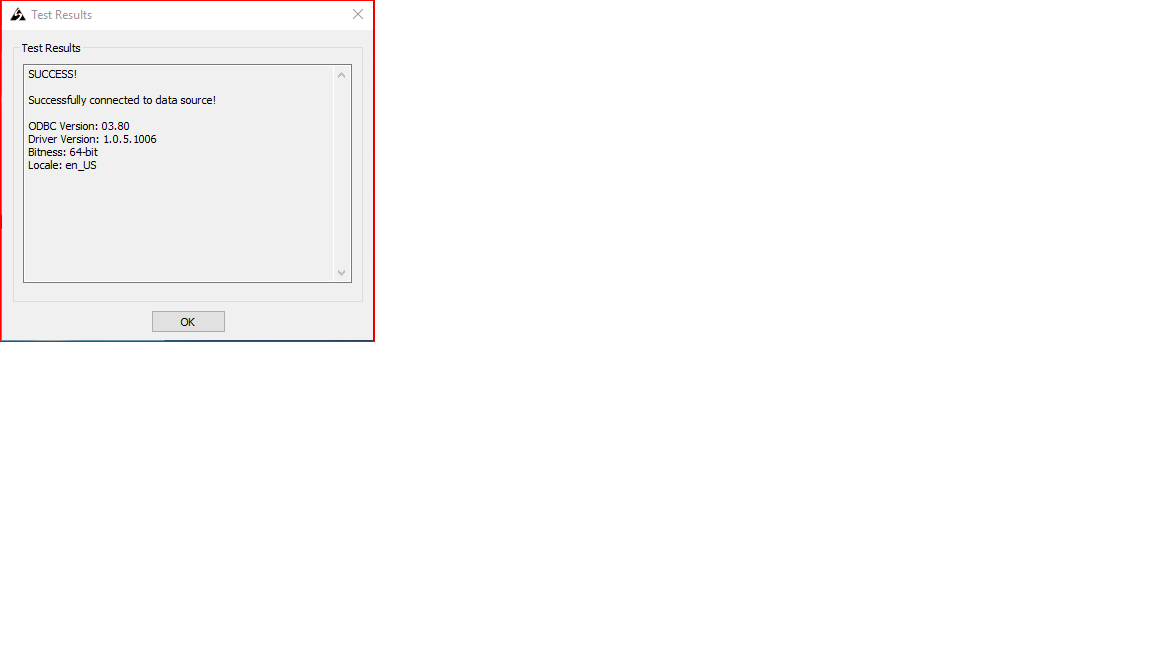 Test Results
Test Results
SUCCESS!
Successfully connected to data source!
ODBC Version: 03.80
Driver Version: 1.0.5.1006
Bitness: 64-bit
Locale: en_US
OK